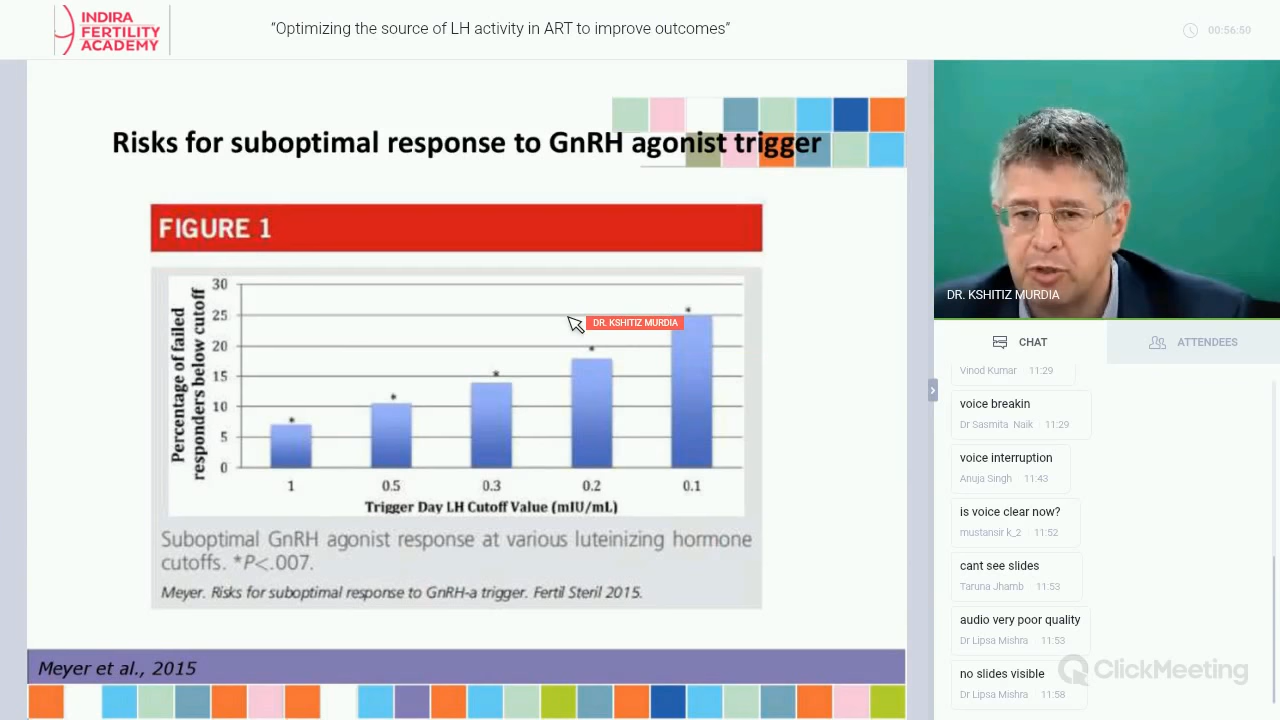 INDIRA
FERTILITY
ACADEMY
“Optimizing the source of LH activity in ART to improve outcomes”
00:56:50
Risks for suboptimal response to GnRH agonist trigger
FIGURE 1
Percentage of failed
responders below cutoff
30
25
20
15
10
5
0
*
*
*
*
*
1
0.5
0.3
0.2
0.1
Trigger Day LH Cutoff Value (mIU/mL)
DR. KSHITIZ MURDIA
Suboptimal GnRH agonist response at various luteinizing hormone
cutoffs. *P<.007.
Meyer. Risks for suboptimal response to GnRH-a trigger. Fertil Steril 2015.
Meyer et al., 2015
DR. KSHITIZ MURDIA
CHAT
ATTENDEES
Vinod Kumar 11:29
voice breakin
Dr Sasmita Naik 11:29
voice interruption
Anuja Singh 11:43
is voice clear now?
mustansir k_2 11:52
cant see slides
Taruna Jhamb 11:53
audio very poor quality
Dr Lipsa Mishra 11:53
no slides visible
Dr Lipsa Mishra 11:58
ClickMeeting